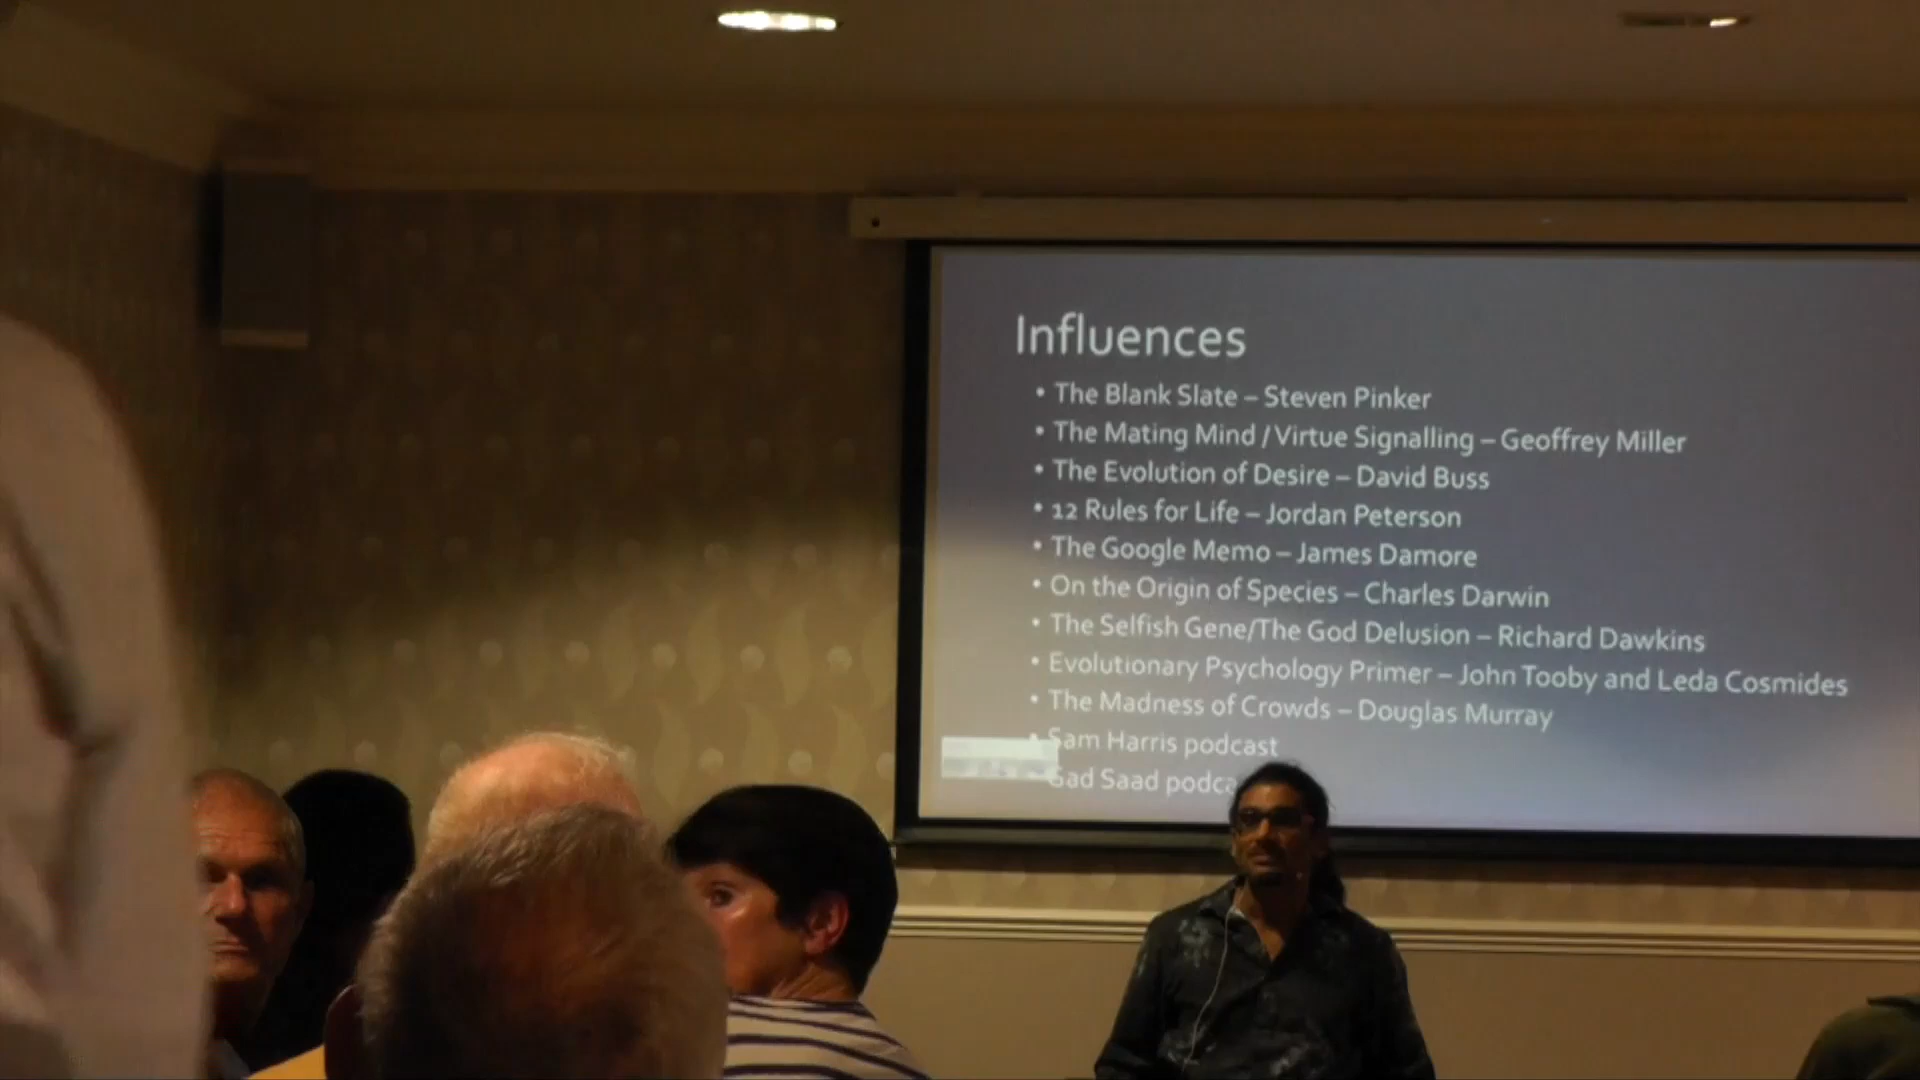 Influences
• The Blank Slate – Steven Pinker
• The Mating Mind / Virtue Signalling – Geoffrey Miller
• The Evolution of Desire – David Buss
• 12 Rules for Life – Jordan Peterson
• The Google Memo – James Damore
• On the Origin of Species – Charles Darwin
• The Selfish Gene/The God Delusion – Richard Dawkins
• Evolutionary Psychology Primer – John Tooby and Leda Cosmides
• The Madness of Crowds – Douglas Murray
• Sam Harris podcast
Gad Saad podca